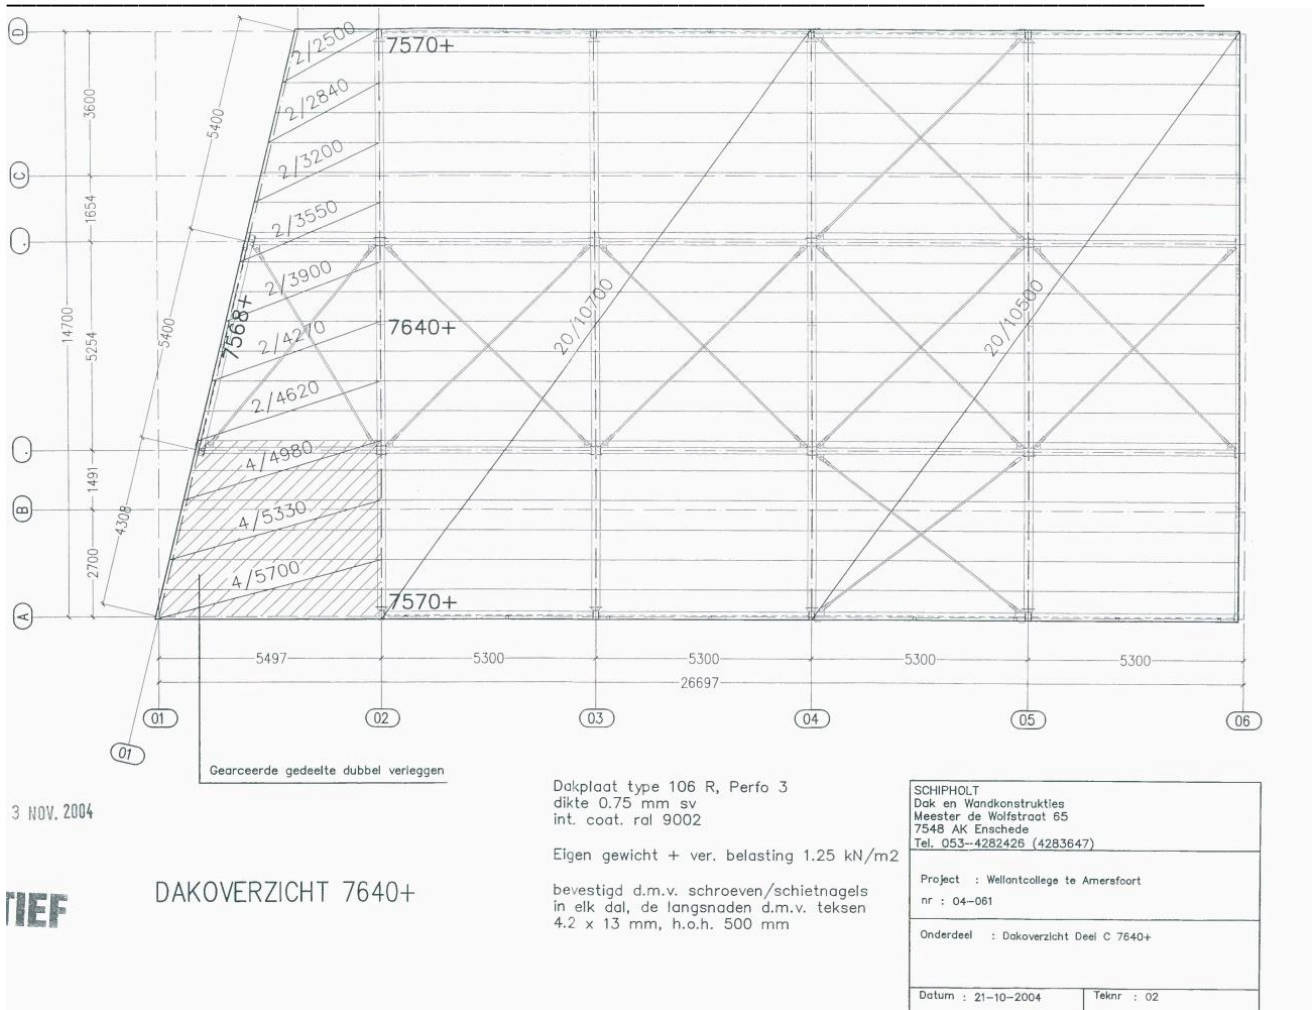 D
2/2500
7570+
3600
5400
2/2840
2/3200
C
1654
2/3550
2/3900
14700
5254
5400
7568+
2/4270
7640+
20/10700
20/10500
2/4620
4/4980
1491
B
4308
4/5330
2700
4/5700
A
7570+
5497
5300
5300
5300
5300
26697
01
02
03
04
05
06
01
Gearceerde gedeelte dubbel verleggen
3 NOV. 2004
TIEF
DAKOVERZICHT 7640+
Dakplaat type 106 R, Perfo 3
dikte 0.75 mm sv
int. coat. ral 9002
Eigen gewicht + ver. belasting 1.25 kN/m2
bevestigd d.m.v. schroeven/schietnagels
in elk dal, de langsnaden d.m.v. teksen
4.2 x 13 mm, h.o.h. 500 mm
SCHIPHOLT
Dak en Wandkonstrukties
Meester de Wolfstraat 65
7548 AK Enschede
Tel. 053-4282426 (4283647)
Project : Wellantcollege te Amersfoort
nr : 04-061
Onderdeel : Dakoverzicht Deel C 7640+
Datum : 21-10-2004
Teknr : 02